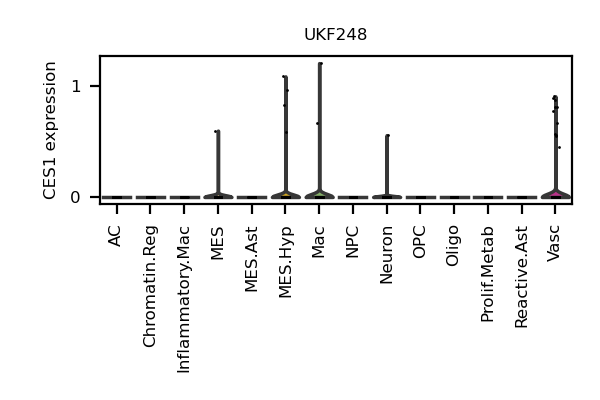 UKF248
CES1 expression
1
0
AC
Chromatin.Reg
Inflammatory.Mac
MES
MES.Ast
MES.Hyp
Mac
NPC
Neuron
OPC
Oligo
Prolif.Metab
Reactive.Ast
Vasc